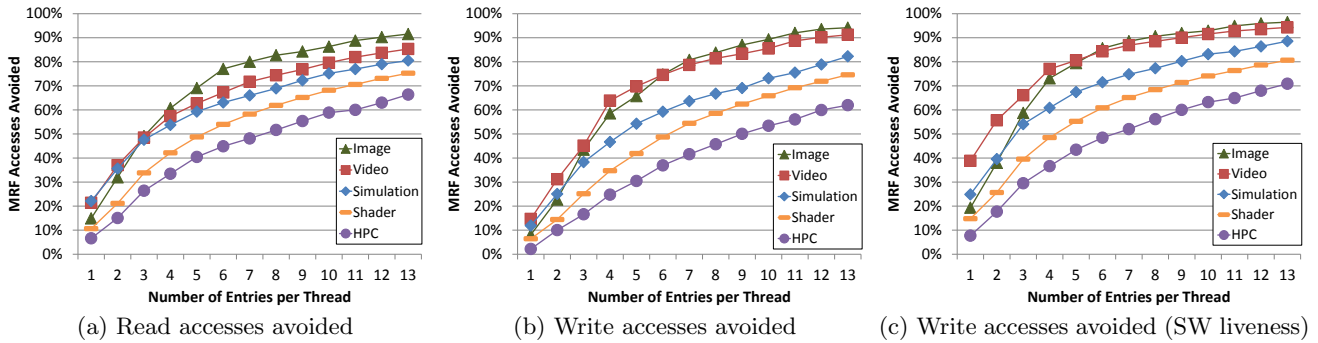 100%
90%
80%
70%
60%
50%
40%
30%
20%
10%
0%
MRF Accesses Avoided
1 2 3 4 5 6 7 8 9 10 11 12 13
Number of Entries per Thread
Image
Video
Simulation
Shader
HPC
(a) Read accesses avoided
100%
90%
80%
70%
60%
50%
40%
30%
20%
10%
0%
MRF Accesses Avoided
1 2 3 4 5 6 7 8 9 10 11 12 13
Number of Entries per Thread
Image
Video
Simulation
Shader
HPC
(b) Write accesses avoided
100%
90%
80%
70%
60%
50%
40%
30%
20%
10%
0%
MRF Accesses Avoided
1 2 3 4 5 6 7 8 9 10 11 12 13
Number of Entries per Thread
Image
Video
Simulation
Shader
HPC
(c) Write accesses avoided (SW liveness)